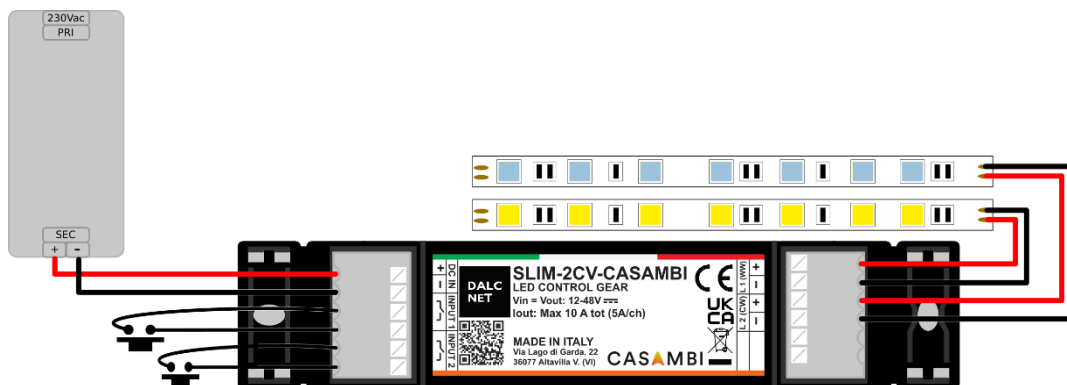 230Vac
PRI
SEC
+ -
+ -
DC IN
INPUT 1
INPUT 2
DALC
NET
SLIM-2CV-CASAMBI
LED CONTROL GEAR
Vin = Vout: 12-48V
Iout: Max 10 A tot (5A/ch)
MADE IN ITALY
Via Lago di Garda, 22
36077 Altavilla V. (VI)
CASAMBI
CE
UK
CA
+ -
L 1 (WW)
+ -
L 2 (CW)